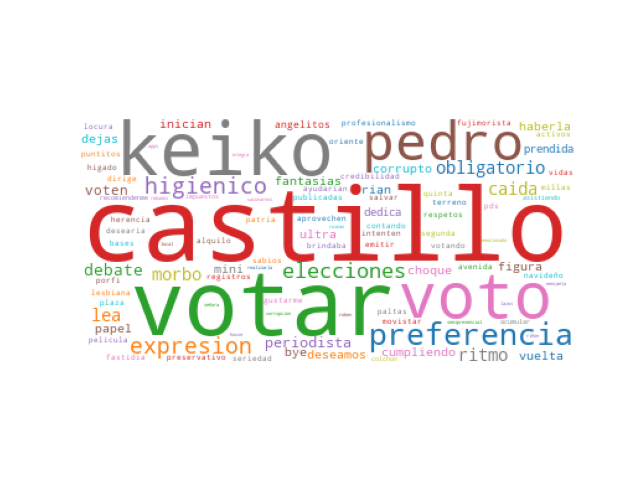 locura inician angelitos profesionalismo fujimorista haberla
dejas keiko oriente pedro activos
puntitos prendida
higado credibilidad corrupto obligatorio vidas
dirige fantasias
voten higienico ayudarian rian caida millas
recomendaremos impuestos publicadas salvar quinta
herencia patria aprovechen dedica terreno pds
desearia castillo contando respetos
bases alquilo ultra emitir votando segunda
brindaba
sabios
debate morbo mini elecciones choque avenida figura
porfi registros navideño
lesbiana votar voto
plaza gustarme
lea paltas
papel movistar acumular
pelicula expresion periodista preferencia
fastidia preservativo seriedad bye deseamos cumpliendo ritmo vuelta
colchon
intenten